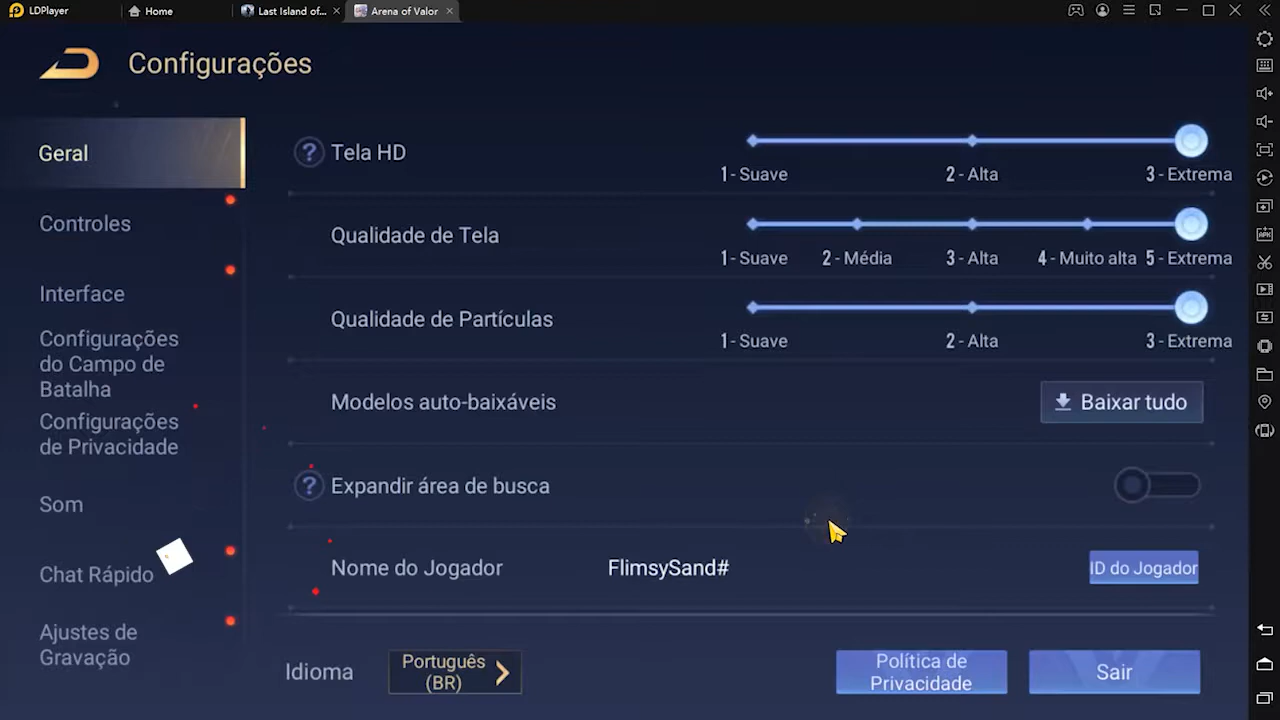 LDPlayer
Home
Last Island of...
Arena of Valor
Configurações
Geral
Controles
Interface
Configurações
do Campo de
Batalha
Configurações
de Privacidade
Som
Chat Rápido
Ajustes de
Gravação
? Tela HD
1 - Suave 2 - Alta 3 - Extrema
Qualidade de Tela
1 - Suave 2 - Média 3 - Alta 4 - Muito alta 5 - Extrema
Qualidade de Partículas
1 - Suave 2 - Alta 3 - Extrema
Modelos auto-baixáveis Baixar tudo
? Expandir área de busca
Nome do Jogador FlimsySand# ID do Jogador
Idioma
Português
(BR)
Política de
Privacidade
Sair
APK